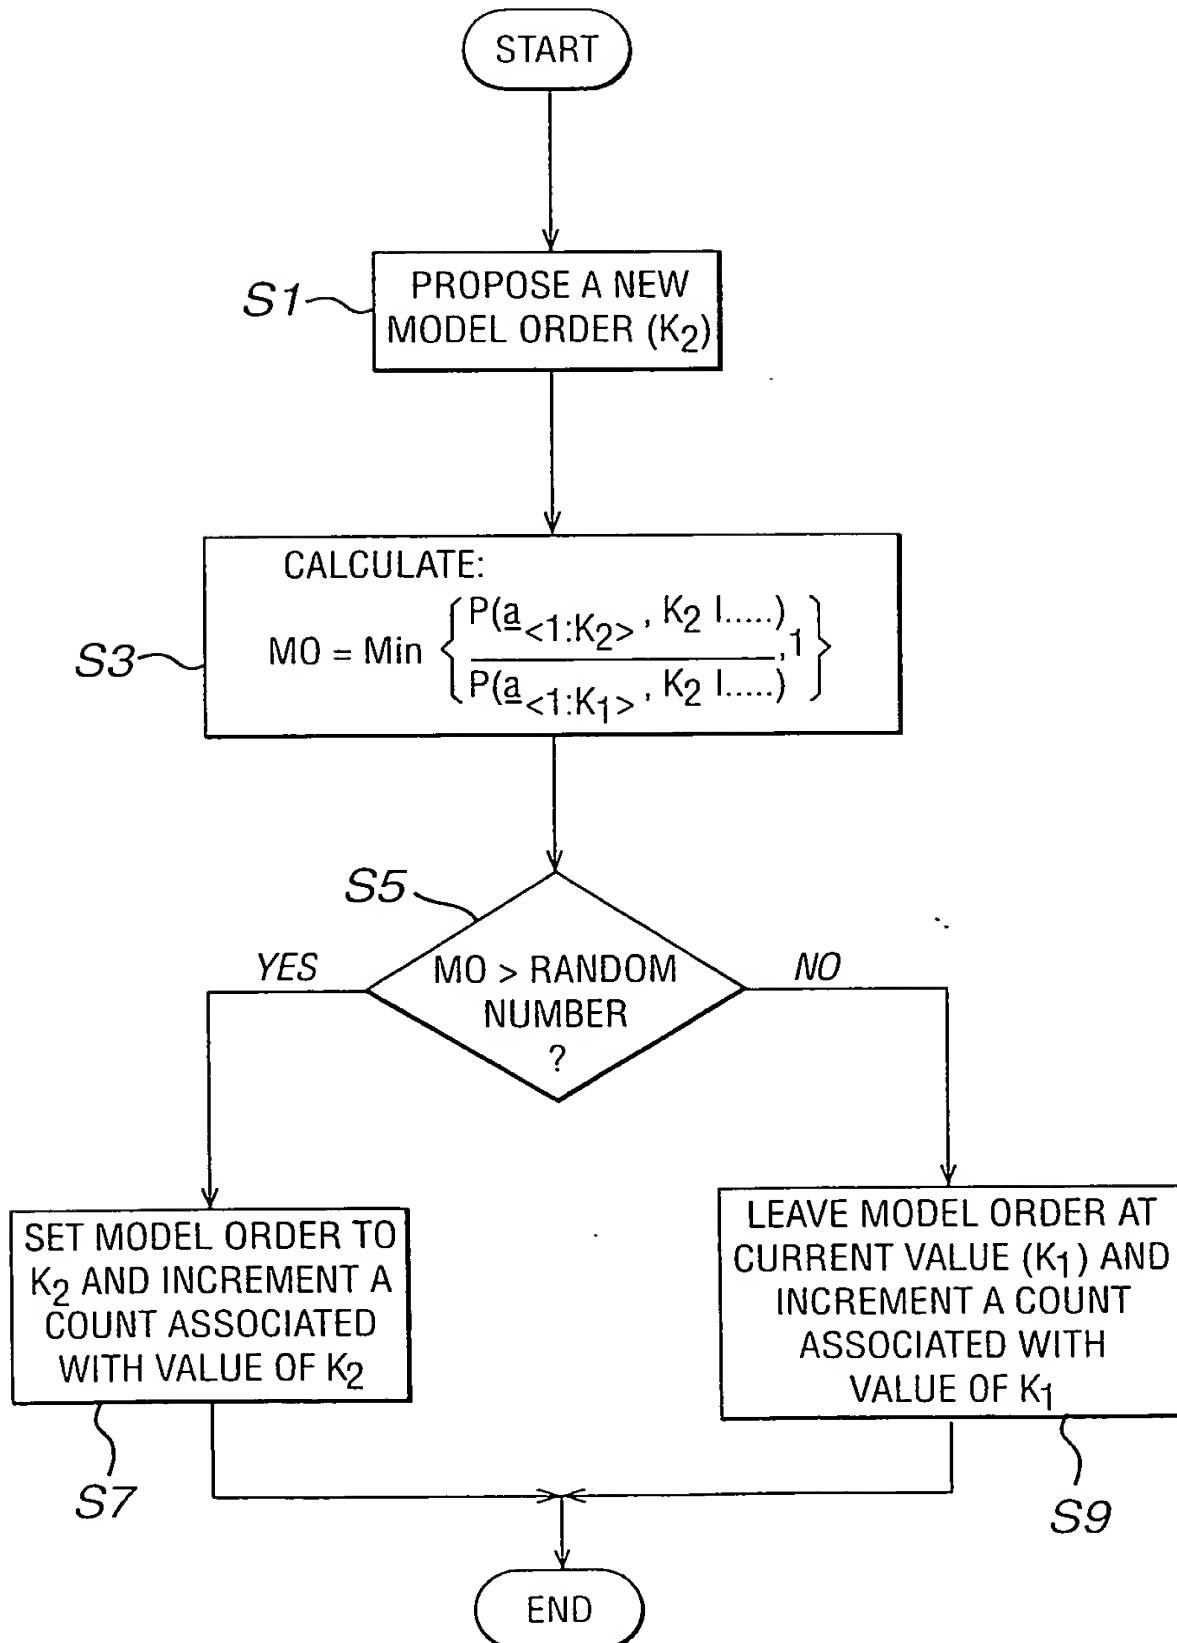 START
S1
PROPOSE A NEW
MODEL ORDER (K2)
S3
CALCULATE:
MO = Min { P(a<1:K2> , K2 I.....) / P(a<1:K1> , K2 I.....) ,1 }
S5
YES
MO > RANDOM
NUMBER
?
NO
SET MODEL ORDER TO
K2 AND INCREMENT A
COUNT ASSOCIATED
WITH VALUE OF K2
S7
LEAVE MODEL ORDER AT
CURRENT VALUE (K1) AND
INCREMENT A COUNT
ASSOCIATED WITH
VALUE OF K1
S9
END